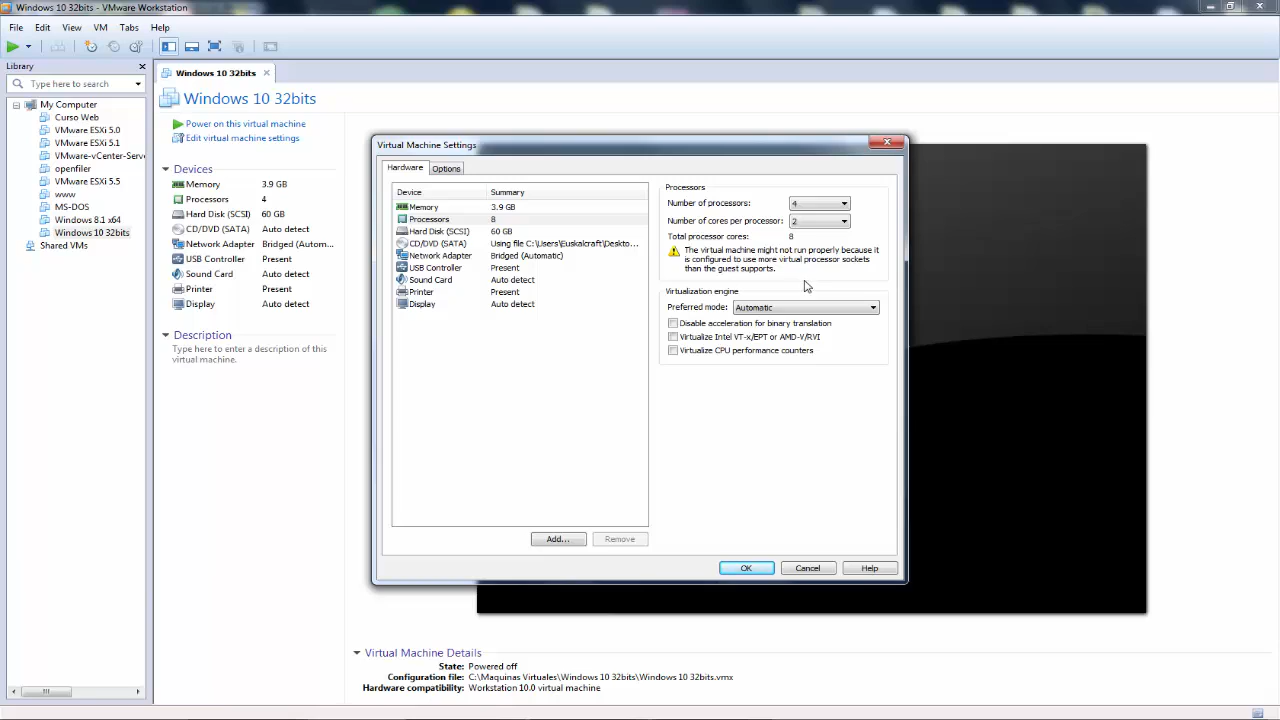 Windows 10 32bits - VMware Workstation
File Edit View VM Tabs Help
Library
Type here to search
My Computer
Curso Web
VMware ESXi 5.0
VMware ESXi 5.1
VMware-vCenter-Serve
openfiler
VMware ESXi 5.5
www
MS-DOS
Windows 8.1 x64
Windows 10 32bits
Shared VMs
Windows 10 32bits
Windows 10 32bits
Power on this virtual machine
Edit virtual machine settings
Devices
Memory 3.9 GB
Processors 4
Hard Disk (SCSI) 60 GB
CD/DVD (SATA) Auto detect
Network Adapter Bridged (Autom...
USB Controller Present
Sound Card Auto detect
Printer Present
Display Auto detect
Description
Type here to enter a description of this
virtual machine.
Virtual Machine Settings
Hardware Options
Device Summary
Memory 3.9 GB
Processors 8
Hard Disk (SCSI) 60 GB
CD/DVD (SATA) Using file C:\Users\Euskalcraft\Deskto...
Network Adapter Bridged (Automatic)
USB Controller Present
Sound Card Auto detect
Printer Present
Display Auto detect
Add... Remove
Processors
Number of processors: 4
Number of cores per processor: 2
Total processor cores: 8
The virtual machine might not run properly because it
is configured to use more virtual processor sockets
than the guest supports.
Virtualization engine
Preferred mode: Automatic
Disable acceleration for binary translation
Virtualize Intel VT-x/EPT or AMD-V/RVI
Virtualize CPU performance counters
OK Cancel Help
Virtual Machine Details
State: Powered off
Configuration file: C:\Maquinas Virtuales\Windows 10 32bits\Windows 10 32bits.vmx
Hardware compatibility: Workstation 10.0 virtual machine